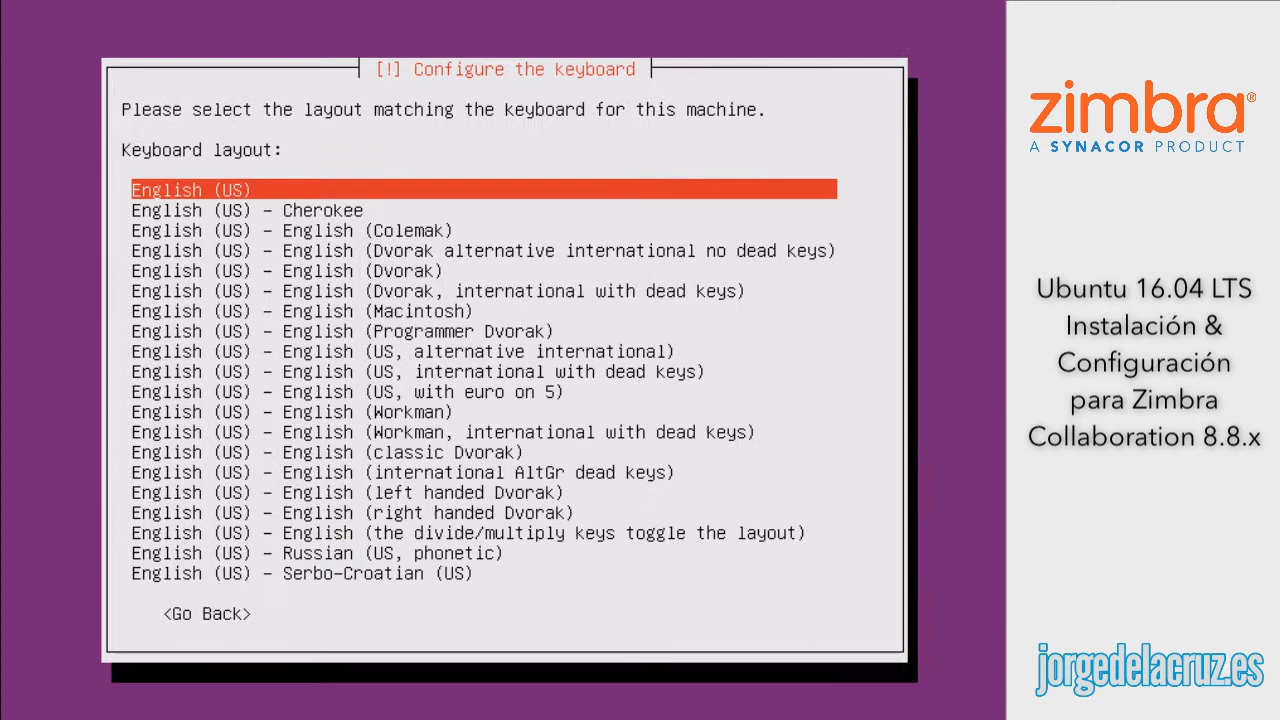 [!] Configure the keyboard
Please select the layout matching the keyboard for this machine.
Keyboard layout:
English (US)
English (US) - Cherokee
English (US) - English (Colemak)
English (US) - English (Dvorak alternative international no dead keys)
English (US) - English (Dvorak)
English (US) - English (Dvorak, international with dead keys)
English (US) - English (Macintosh)
English (US) - English (Programmer Dvorak)
English (US) - English (US, alternative international)
English (US) - English (US, international with dead keys)
English (US) - English (US, with euro on 5)
English (US) - English (Workman)
English (US) - English (Workman, international with dead keys)
English (US) - English (classic Dvorak)
English (US) - English (international AltGr dead keys)
English (US) - English (left handed Dvorak)
English (US) - English (right handed Dvorak)
English (US) - English (the divide/multiply keys toggle the layout)
English (US) - Russian (US, phonetic)
English (US) - Serbo-Croatian (US)
<Go Back>
zimbra®
A SYNACOR PRODUCT
Ubuntu 16.04 LTS
Instalación &
Configuración
para Zimbra
Collaboration 8.8.x
jorgedelacruz.es